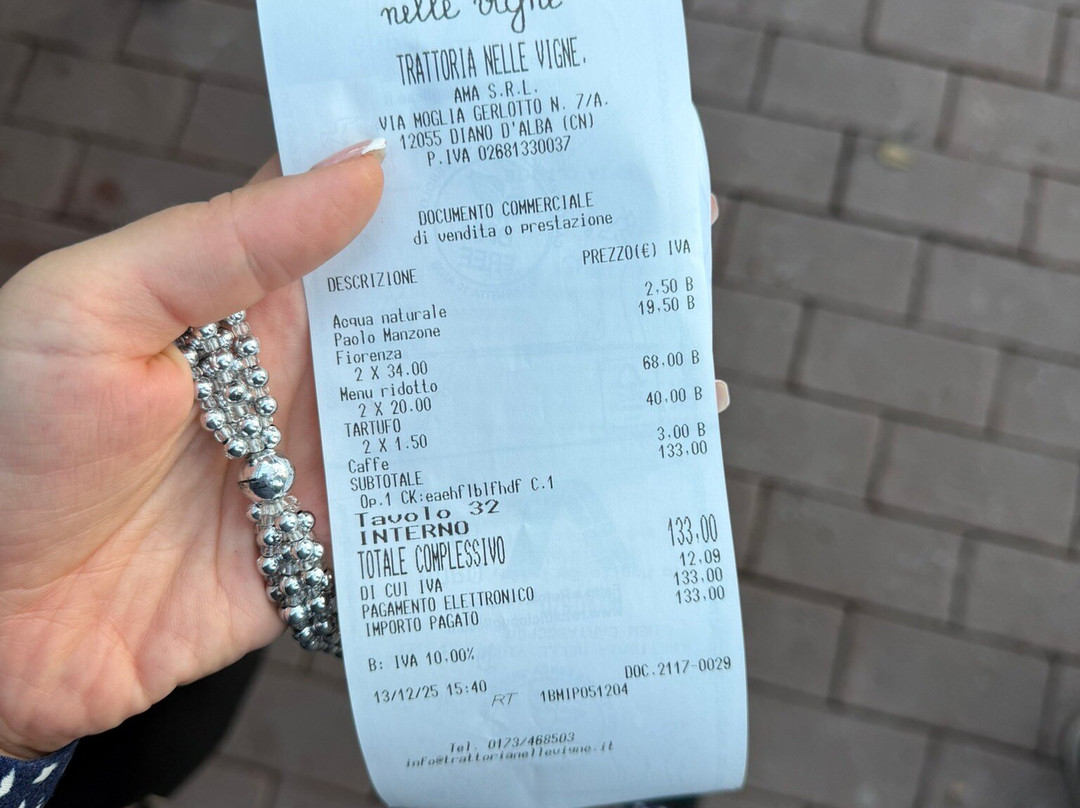 nelle vigne
TRATTORIA NELLE VIGNE.
AMA S.R.L.
VIA MOGLIA GERLOTTO N. 7/A.
12055 DIANO D'ALBA (CN)
P.IVA 02681330037
DOCUMENTO COMMERCIALE
di vendita o prestazione
DESCRIZIONE PREZZO(€) IVA
Acqua naturale 2,50 B
Paolo Manzone 19,50 B
Fiorenza
2 X 34.00
Menu ridotto 68,00 B
2 X 20.00
TARTUFO 40,00 B
2 X 1.50
Caffe 3,00 B
SUBTOTALE 133,00
Op.1 CK:eaehflblfhdf C.1
Tavolo 32
INTERNO
TOTALE COMPLESSIVO 133,00
DI CUI IVA 12,09
PAGAMENTO ELETTRONICO 133,00
IMPORTO PAGATO 133,00
B: IVA 10,00%
DOC.2117-0029
13/12/25 15:40 RT 1BMIP051204
Tel. 0173/468503
info@trattorianellevigne.it